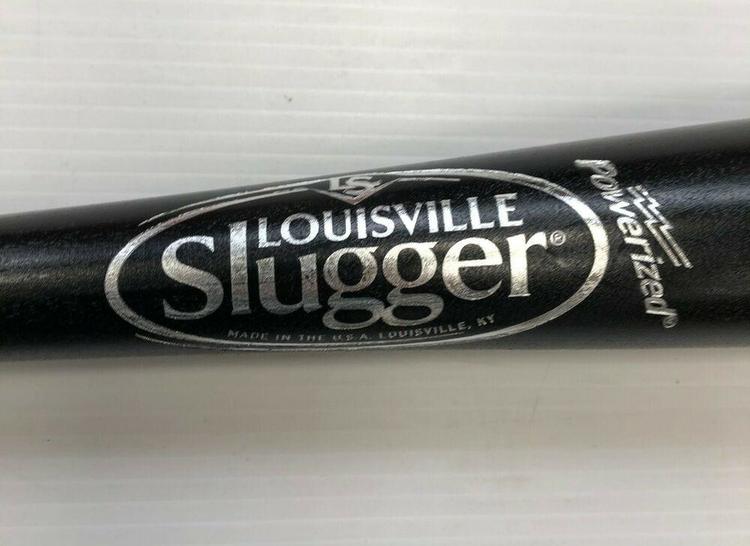 LS
LOUISVILLE
Slugger®
MADE IN THE U.S.A. LOUISVILLE, KY
Powerized®